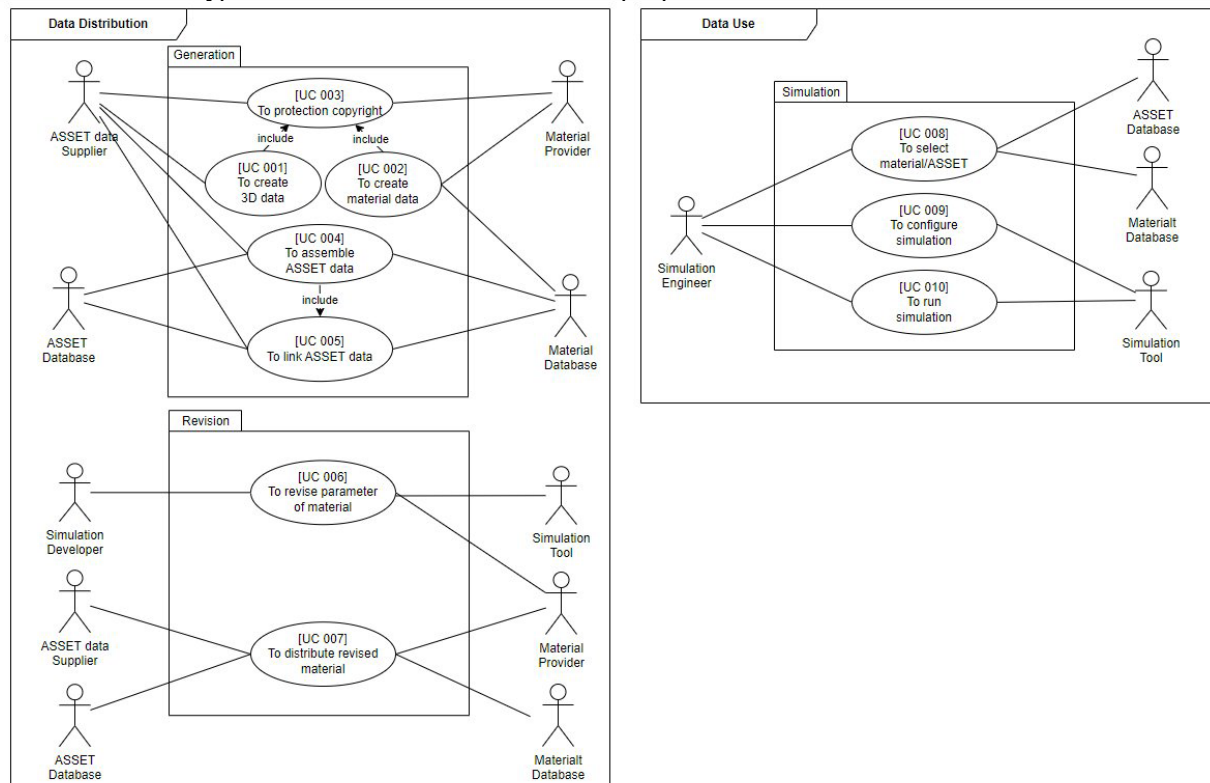 Data Distribution
Generation
[UC 003]
To protection copyright
ASSET data
Supplier
Material
Provider
include
include
[UC 001]
To create
3D data
[UC 002]
To create
material data
[UC 004]
To assemble
ASSET data
include
ASSET
Database
[UC 005]
To link ASSET data
Material
Database
Revision
[UC 006]
To revise parameter
of material
Simulation
Developer
Simulation
Tool
[UC 007]
To distribute revised
material
ASSET data
Supplier
Material
Provider
ASSET
Database
Materialt
Database
Data Use
Simulation
[UC 008]
To select
material/ASSET
ASSET
Database
[UC 009]
To configure
simulation
Materialt
Database
Simulation
Engineer
[UC 010]
To run
simulation
Simulation
Tool